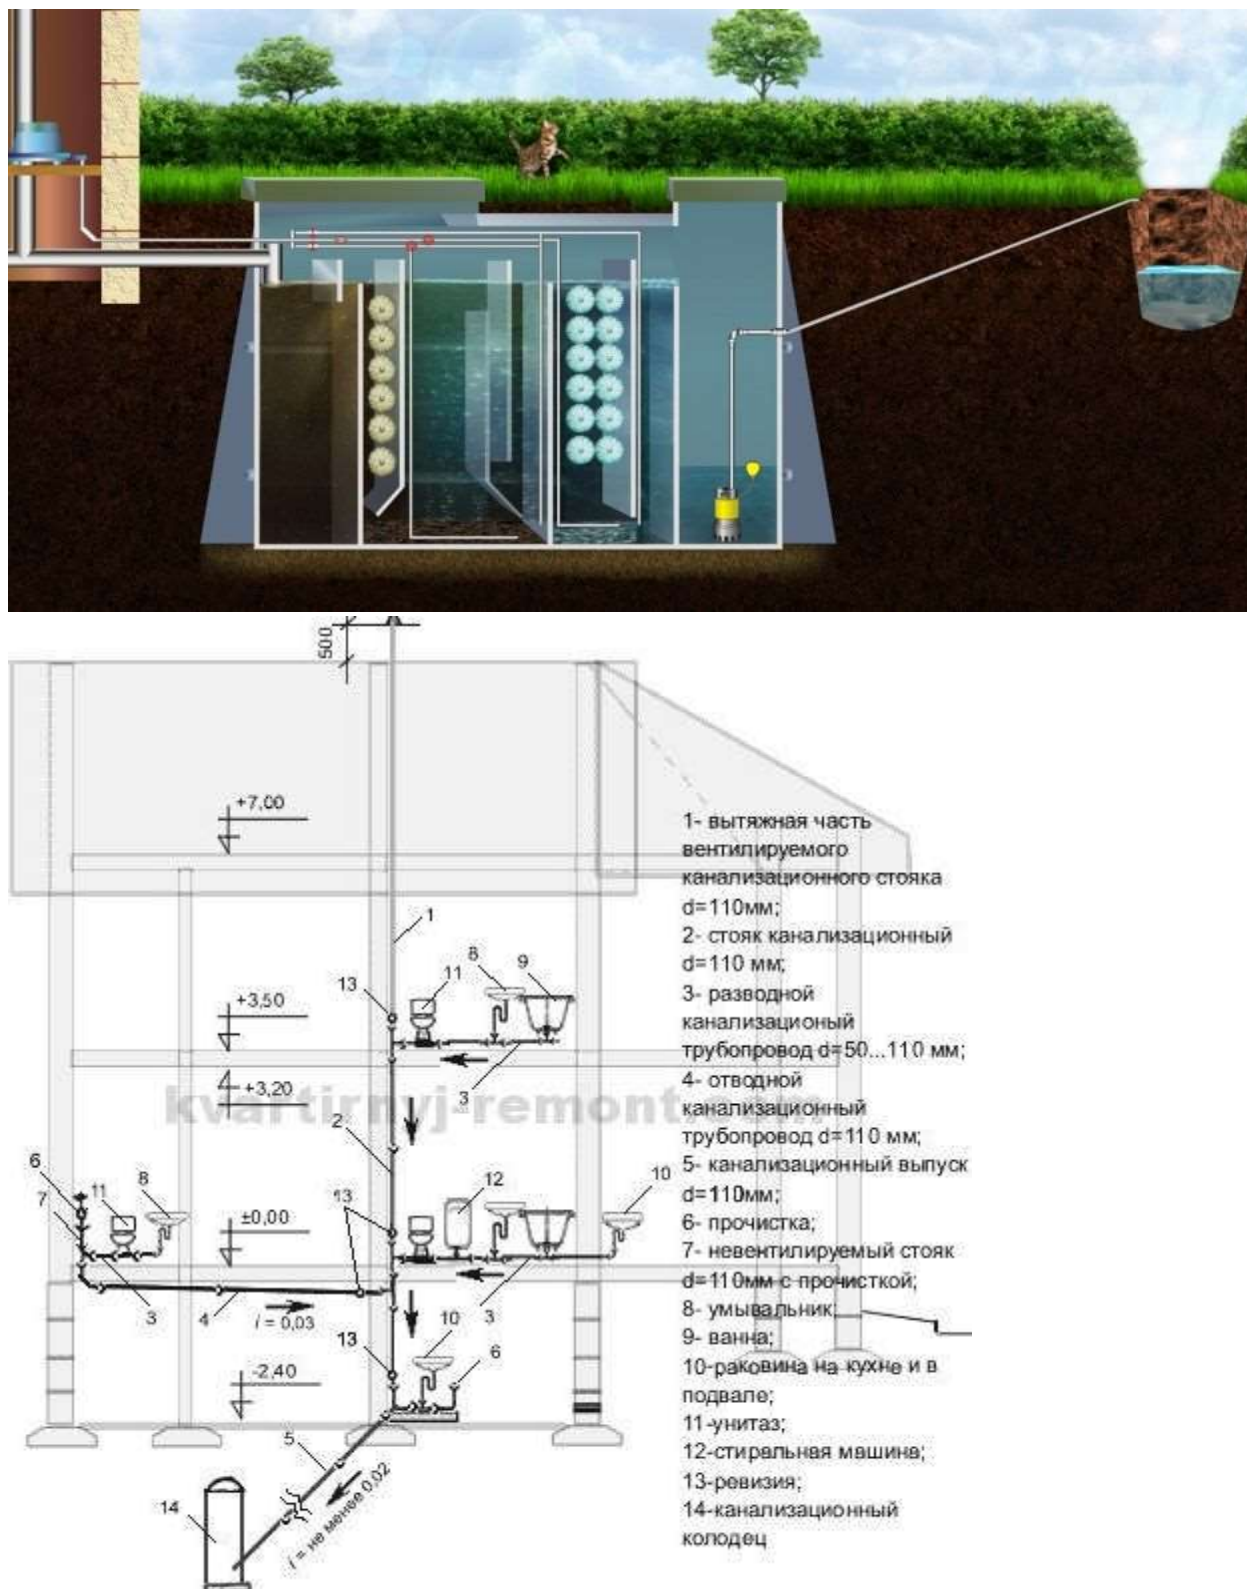 500
+7,00
1
8
9
11
13
+3,50
3
+3,20
kvartirnyj-remont.com
2
6
8
12
10
11
7
13
±0,00
3
4
i = 0,03
10
3
13
6
-2,40
5
14
i = не менее 0,02
1- вытяжная часть
вентилируемого
канализационного стояка
d=110мм;
2- стояк канализационный
d=110 мм;
3- разводной
канализационый
трубопровод d=50...110 мм;
4- отводной
канализационный
трубопровод d=110 мм;
5- канализационный выпуск
d=110мм;
6- прочистка;
7- невентилируемый стояк
d=110мм с прочисткой;
8- умывальник;
9- ванна;
10-раковина на кухне и в
подвале;
11-унитаз;
12-стиральная машина;
13-ревизия;
14-канализационный
колодец